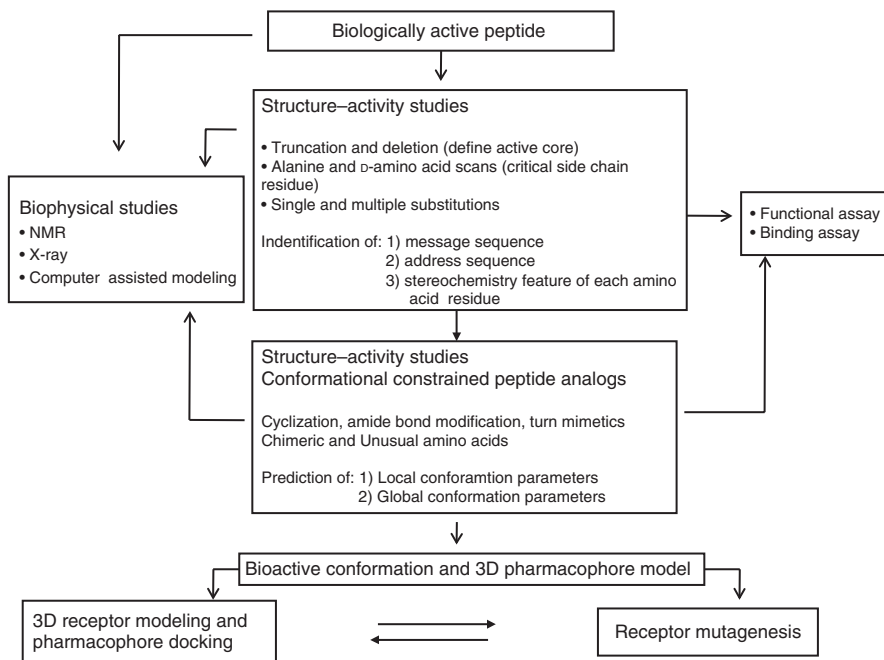 Biologically active peptide
Structure–activity studies
• Truncation and deletion (define active core)
• Alanine and D-amino acid scans (critical side chain
residue)
• Single and multiple substitutions
Indentification of: 1) message sequence
2) address sequence
3) stereochemistry feature of each amino
acid residue
Biophysical studies
• NMR
• X-ray
• Computer assisted modeling
• Functional assay
• Binding assay
Structure–activity studies
Conformational constrained peptide analogs
Cyclization, amide bond modification, turn mimetics
Chimeric and Unusual amino acids
Prediction of: 1) Local conforamtion parameters
2) Global conformation parameters
Bioactive conformation and 3D pharmacophore model
3D receptor modeling and
pharmacophore docking
Receptor mutagenesis